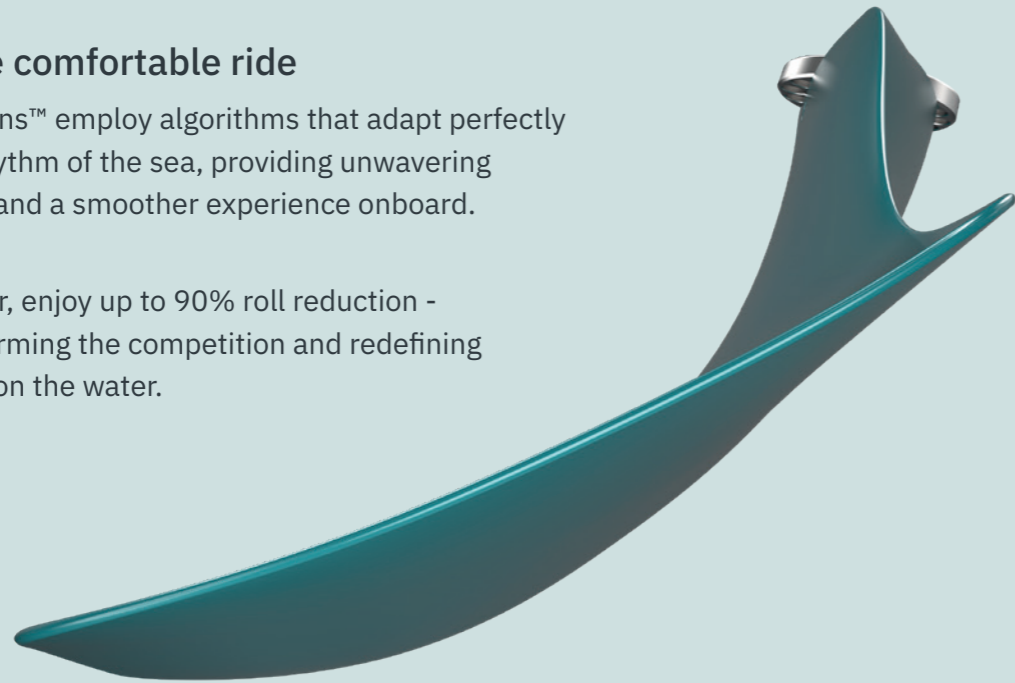 comfortable ride
ns™ employ algorithms that adapt perfectly
ythm of the sea, providing unwavering
and a smoother experience onboard.
r, enjoy up to 90% roll reduction -
rming the competition and redefining
on the water.